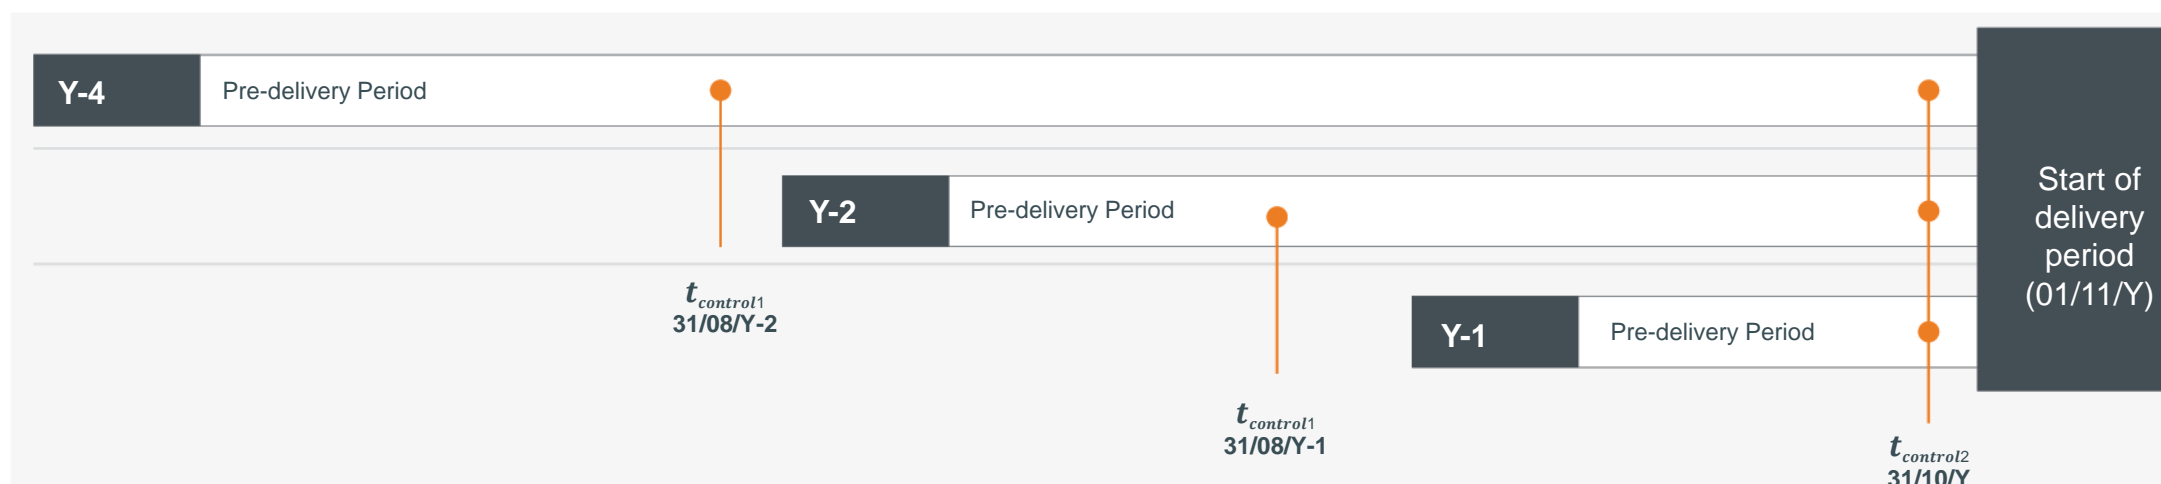 Y-4
Pre-delivery Period
Y-2
Pre-delivery Period
Y-1
Pre-delivery Period
Start of
delivery
period
(01/11/Y)
tcontrol1
31/08/Y-2
tcontrol1
31/08/Y-1
tcontrol2
31/10/Y